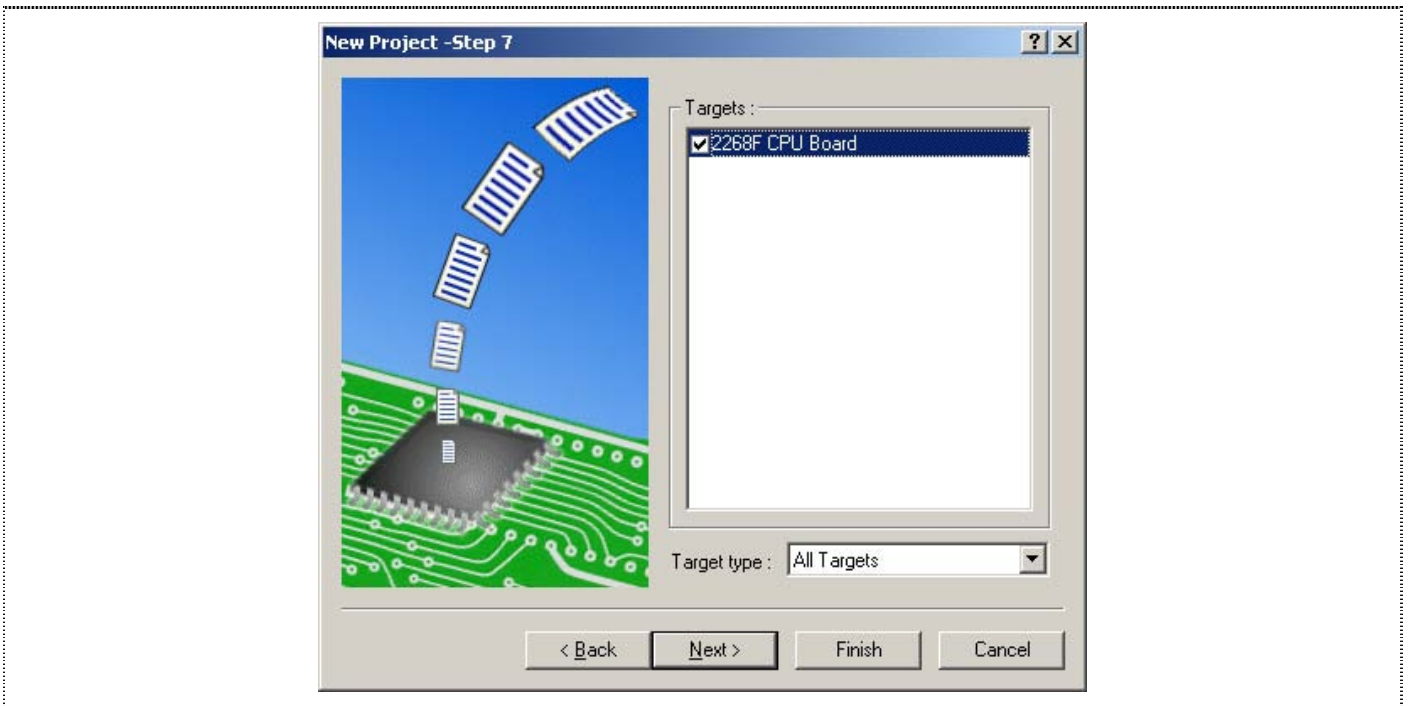 New Project -Step 7
Targets :
2268F CPU Board
Target type : All Targets
< Back Next > Finish Cancel